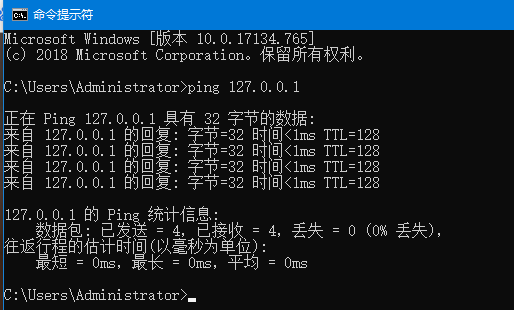 命令提示符
Microsoft Windows [版本 10.0.17134.765]
(c) 2018 Microsoft Corporation。保留所有权利。
C:\Users\Administrator>ping 127.0.0.1
正在 Ping 127.0.0.1 具有 32 字节的数据:
来自 127.0.0.1 的回复: 字节=32 时间<1ms TTL=128
来自 127.0.0.1 的回复: 字节=32 时间<1ms TTL=128
来自 127.0.0.1 的回复: 字节=32 时间<1ms TTL=128
来自 127.0.0.1 的回复: 字节=32 时间<1ms TTL=128
127.0.0.1 的 Ping 统计信息:
数据包: 已发送 = 4，已接收 = 4，丢失 = 0 (0% 丢失)，
往返行程的估计时间(以毫秒为单位):
最短 = 0ms，最长 = 0ms，平均 = 0ms
C:\Users\Administrator>